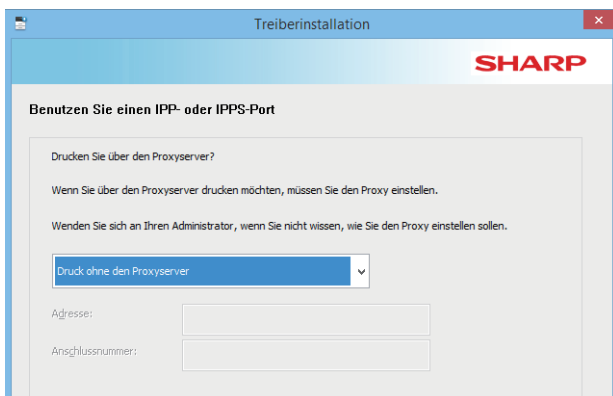 Treiberinstallation
SHARP
Benutzen Sie einen IPP- oder IPPS-Port
Drucken Sie über den Proxyserver?
Wenn Sie über den Proxyserver drucken möchten, müssen Sie den Proxy einstellen.
Wenden Sie sich an Ihren Administrator, wenn Sie nicht wissen, wie Sie den Proxy einstellen sollen.
Druck ohne den Proxyserver
Adresse:
Anschlussnummer: